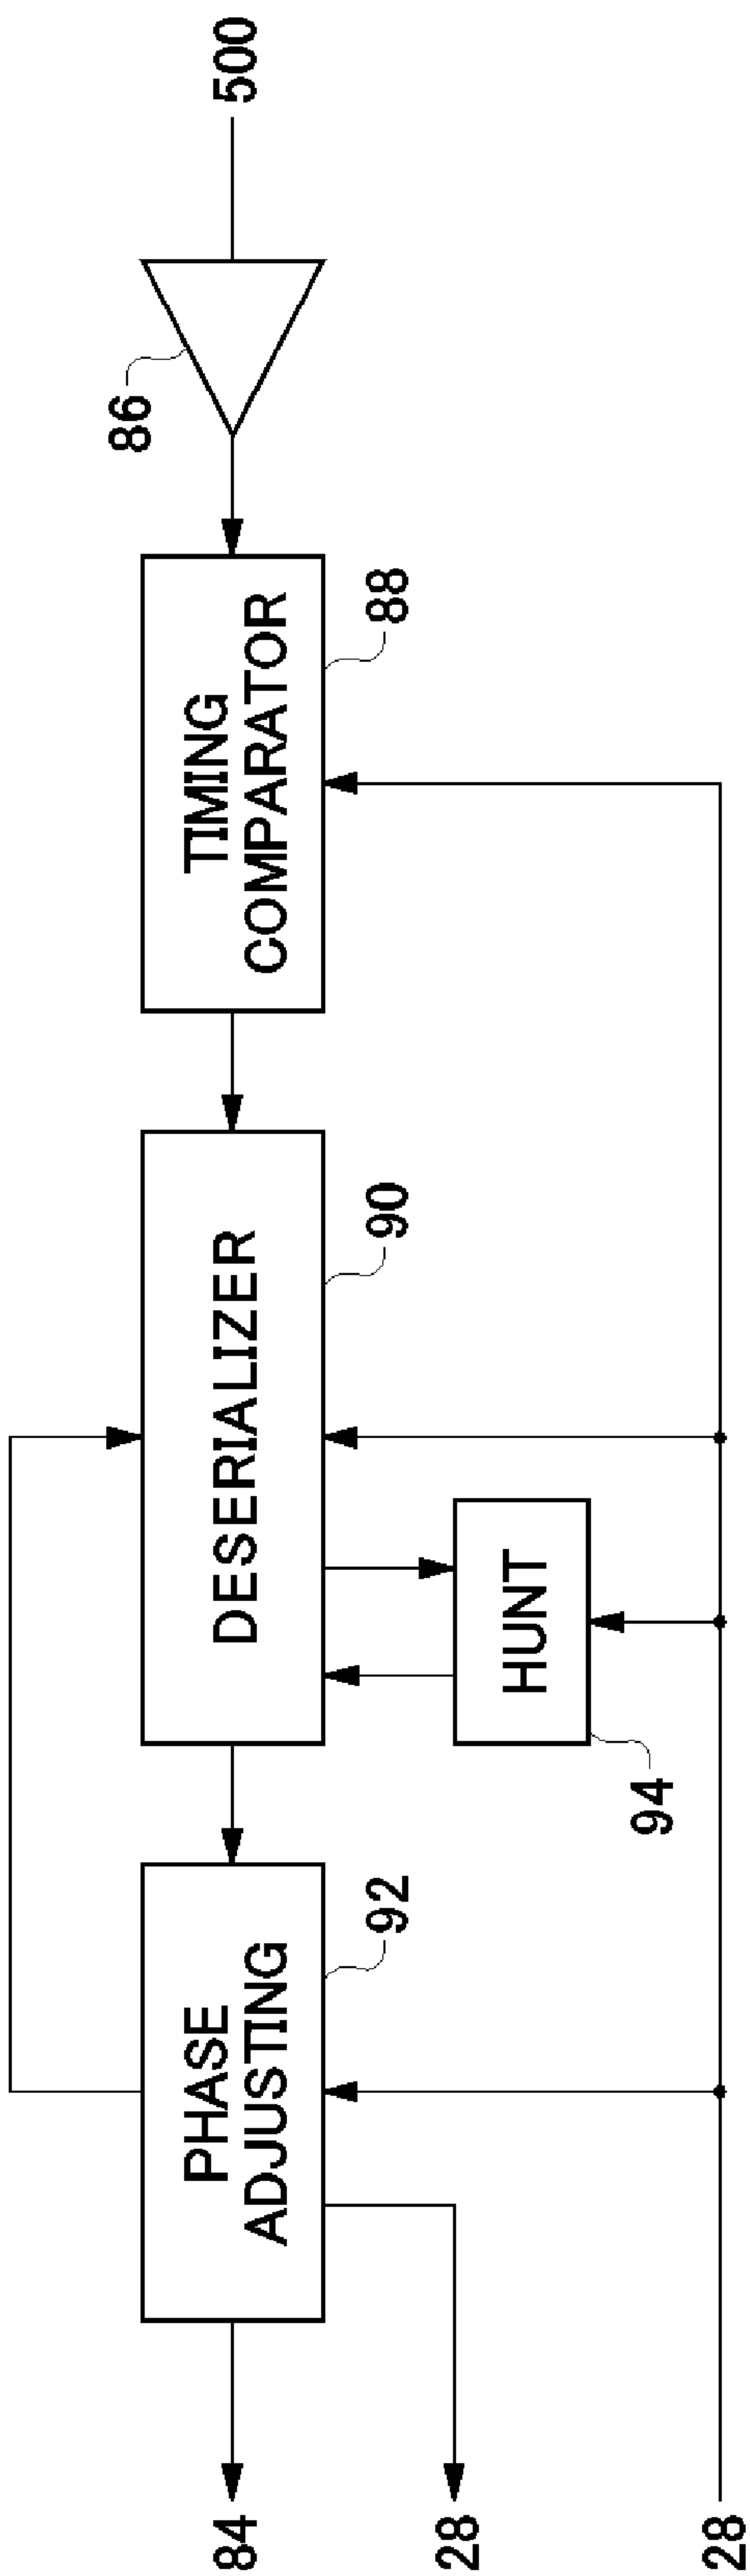 500
86
TIMING
COMPARATOR
88
DESERIALIZER
90
HUNT
94
PHASE
ADJUSTING
92
84
28
28